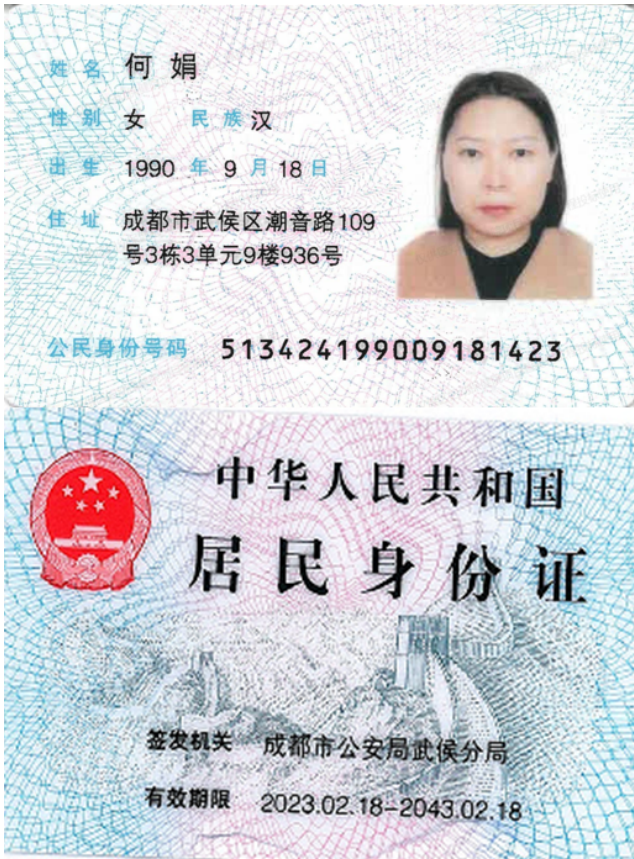 姓名 何娟
性别 女 民族 汉
出生 1990 年 9 月 18 日
住址 成都市武侯区潮音路109
号3栋3单元9楼936号
公民身份号码 513424199009181423
中华人民共和国
居民身份证
签发机关 成都市公安局武侯分局
有效期限 2023.02.18-2043.02.18